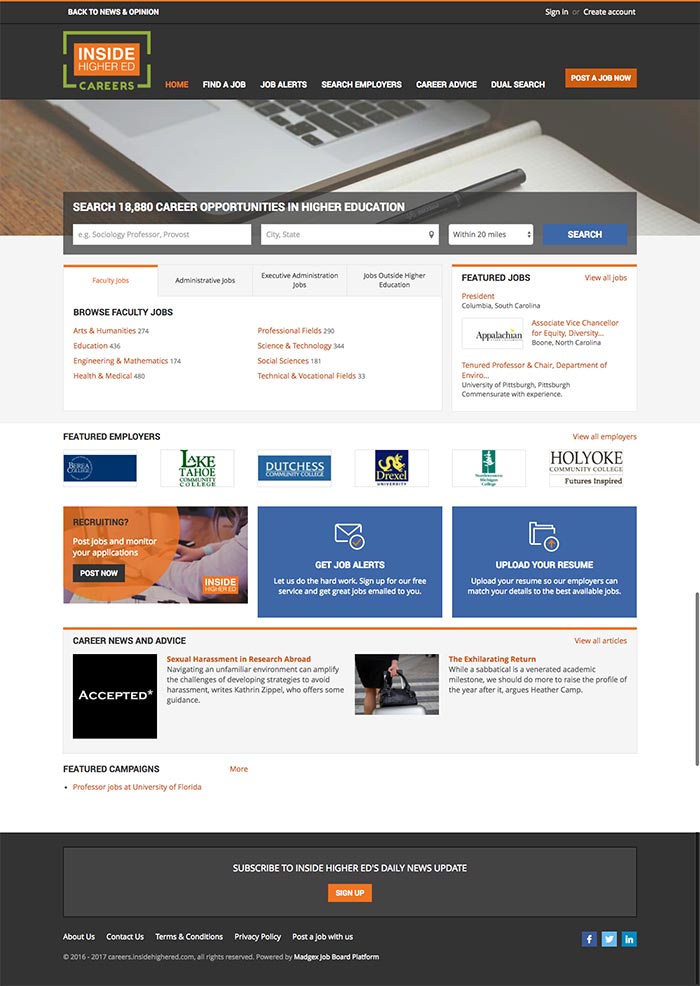 BACK TO NEWS & OPINION
Sign in or Create account
INSIDE
HIGHER ED
CAREERS
HOME FIND A JOB JOB ALERTS SEARCH EMPLOYERS CAREER ADVICE DUAL SEARCH
POST A JOB NOW
SEARCH 18,880 CAREER OPPORTUNITIES IN HIGHER EDUCATION
e.g. Sociology Professor, Provost
City, State
Within 20 miles
SEARCH
Faculty Jobs
Administrative Jobs
Executive Administration
Jobs
Jobs Outside Higher
Education
BROWSE FACULTY JOBS
Arts & Humanities 274
Education 436
Engineering & Mathematics 174
Health & Medical 480
Professional Fields 290
Science & Technology 344
Social Sciences 181
Technical & Vocational Fields 33
FEATURED JOBS
View all jobs
President
Columbia, South Carolina
Appalachian
Associate Vice Chancellor
for Equity, Diversity...
Boone, North Carolina
Tenured Professor & Chair, Department of
Enviro...
University of Pittsburgh, Pittsburgh
Commensurate with experience.
FEATURED EMPLOYERS
View all employers
BEREA
COLLEGE
LAKE
TAHOE
COMMUNITY
COLLEGE
DUTCHESS
COMMUNITY COLLEGE
Drexel
UNIVERSITY
Northwestern
Michigan
College
HOLYOKE
COMMUNITY COLLEGE
Futures Inspired
RECRUITING?
Post jobs and monitor
your applications
POST NOW
INSIDE
HIGHER ED
GET JOB ALERTS
Let us do the hard work. Sign up for our free
service and get great jobs emailed to you.
UPLOAD YOUR RESUME
Upload your resume so our employers can
match your details to the best available jobs.
CAREER NEWS AND ADVICE
View all articles
ACCEPTED*
Sexual Harassment in Research Abroad
Navigating an unfamiliar environment can amplify
the challenges of developing strategies to avoid
harassment, writes Kathrin Zippel, who offers some
guidance.
The Exhilarating Return
While a sabbatical is a venerated academic
milestone, we should do more to raise the profile of
the year after it, argues Heather Camp.
FEATURED CAMPAIGNS
More
• Professor jobs at University of Florida
SUBSCRIBE TO INSIDE HIGHER ED'S DAILY NEWS UPDATE
SIGN UP
About Us Contact Us Terms & Conditions Privacy Policy Post a job with us
© 2016 - 2017 careers.insidehighered.com, all rights reserved. Powered by Madgex Job Board Platform